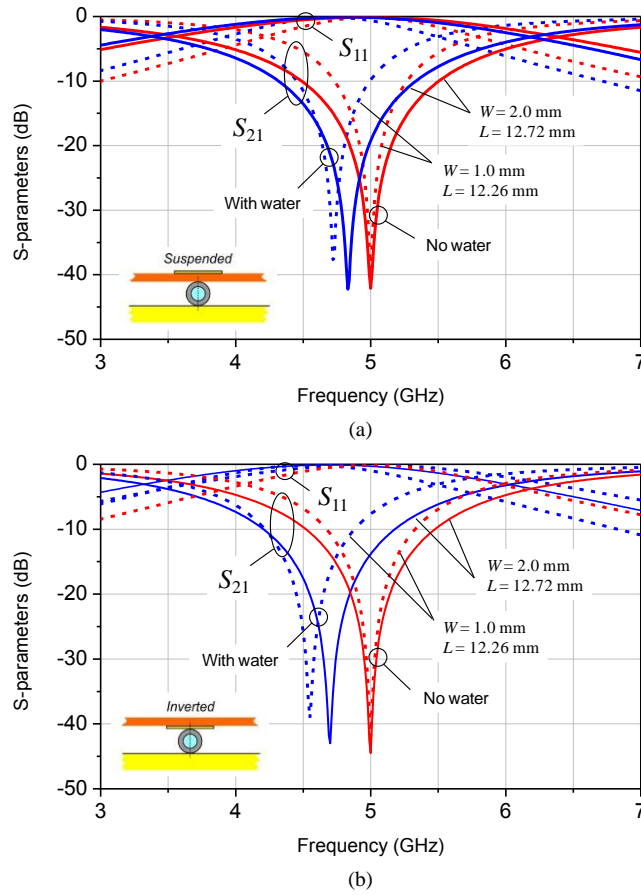 0
-10
-20
-30
-40
-50
S-parameters (dB)
S11
S21
W = 2.0 mm
L = 12.72 mm
W = 1.0 mm
L = 12.26 mm
With water
No water
Suspended
3 4 5 6 7
Frequency (GHz)
(a)
0
-10
-20
-30
-40
-50
S-parameters (dB)
S11
S21
W = 2.0 mm
L = 12.72 mm
W = 1.0 mm
L = 12.26 mm
With water
No water
Inverted
3 4 5 6 7
Frequency (GHz)
(b)